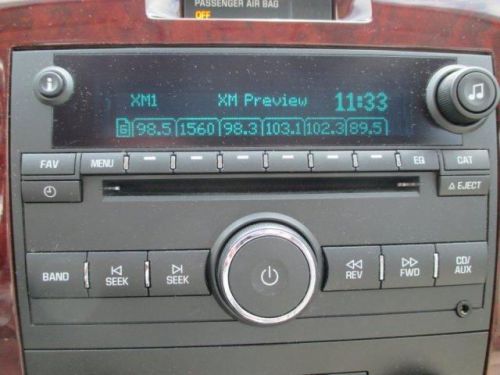 PASSENGER AIR BAG
OFF
XM1 XM Preview 11:33
6 98.5 1560 98.3 103.1 102.3 89.5
FAV MENU EQ CAT
EJECT
BAND SEEK SEEK REV FWD CD/AUX